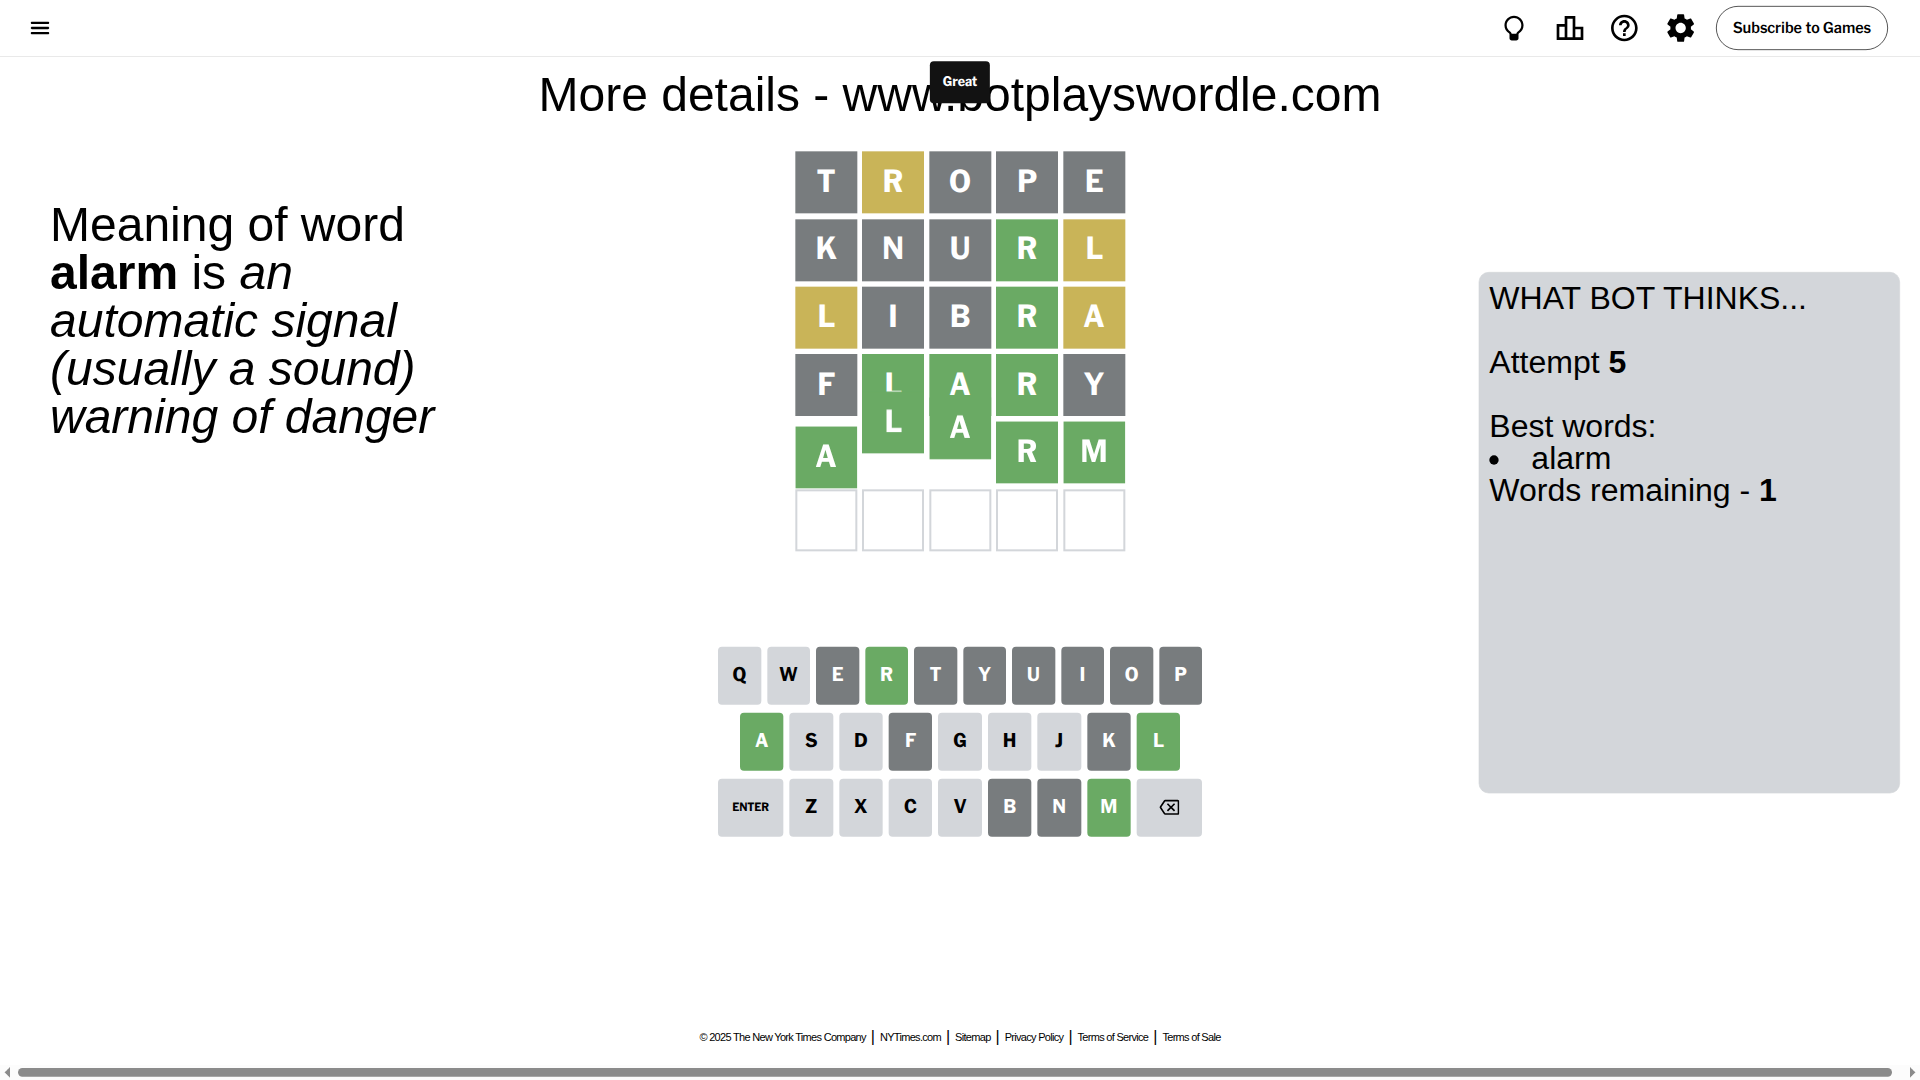 Subscribe to Games
Great
More details - www.botplayswordle.com
Meaning of word
alarm is an
automatic signal
(usually a sound)
warning of danger
T R O P E
K N U R L
L I B R A
F L A R Y
A L A R M
WHAT BOT THINKS...
Attempt 5
Best words:
• alarm
Words remaining - 1
Q W E R T Y U I O P
A S D F G H J K L
ENTER Z X C V B N M
© 2025 The New York Times Company | NYTimes.com | Sitemap | Privacy Policy | Terms of Service | Terms of Sale